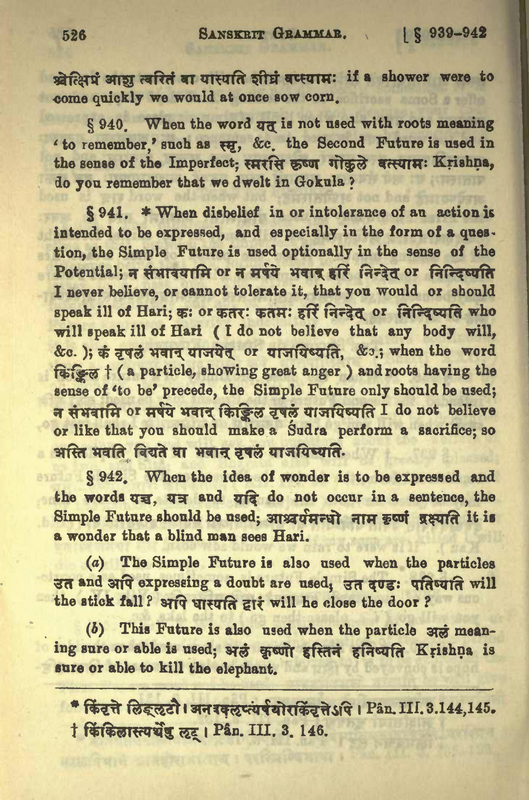 526 SANSKRIT GRAMMAR. [ § 939-942
श्चेत्क्षिप्रं आशु त्वरितं वा यास्यति शीघ्रं वप्स्यामः if a shower were to
come quickly we would at once sow corn.
§ 940. When the word यत् is not used with roots meaning
'to remember,' such as स्मृ, &c. the Second Future is used in
the sense of the Imperfect; स्मरसि कृष्ण गोकुले वत्स्यामः Kṛishṇa,
do you remember that we dwelt in Gokula ?
§ 941. * When disbelief in or intolerance of an action is
intended to be expressed, and especially in the form of a ques-
tion, the Simple Future is used optionally in the sense of the
Potential; न संभावयामि or न मर्षये भवान् हरिं निन्देत् or निन्दिष्यति
I never believe, or cannot tolerate it, that you would or should
speak ill of Hari; कः or कतरः कतमः हरिं निन्देत् or निन्दिष्यति who
will speak ill of Hari ( I do not believe that any body will,
&c. ); कं वृषलं भवान् याजयेत् or याजयिष्यति, &c.; when the word
किङ्किल † ( a particle, showing great anger ) and roots having the
sense of 'to be' precede, the Simple Future only should be used;
न संभवामि or मर्षये भवान् किङ्किल वृषलं याजयिष्यति I do not believe
or like that you should make a Śudra perform a sacrifice; so
अस्ति भवति विद्यते वा भवान् वृषलं याजयिष्यति.
§ 942. When the idea of wonder is to be expressed and
the words यच्च, यत्र and यदि do not occur in a sentence, the
Simple Future should be used; आश्चर्यमन्धो नाम कृष्णं द्रक्ष्यति it is
a wonder that a blind man sees Hari.
(a) The Simple Future is also used when the particles
उत and अपि expressing a doubt are used, उत दण्डः पतिष्यति will
the stick fall ? अपि धास्यति द्वारं will he close the door ?
(b) This Future is also used when the particle अलं mean-
ing sure or able is used; अलं कृष्णो हस्तिनं हनिष्यति Kṛishṇa is
sure or able to kill the elephant.
* किंवृत्ते लिङ्लृटौ। अनवक्लृप्त्यमर्षयोरकिंवृत्तेऽपि। Pân. III. 3.144,145.
† किंकिलास्त्यर्थेषु लृट्। Pân. III. 3. 146.